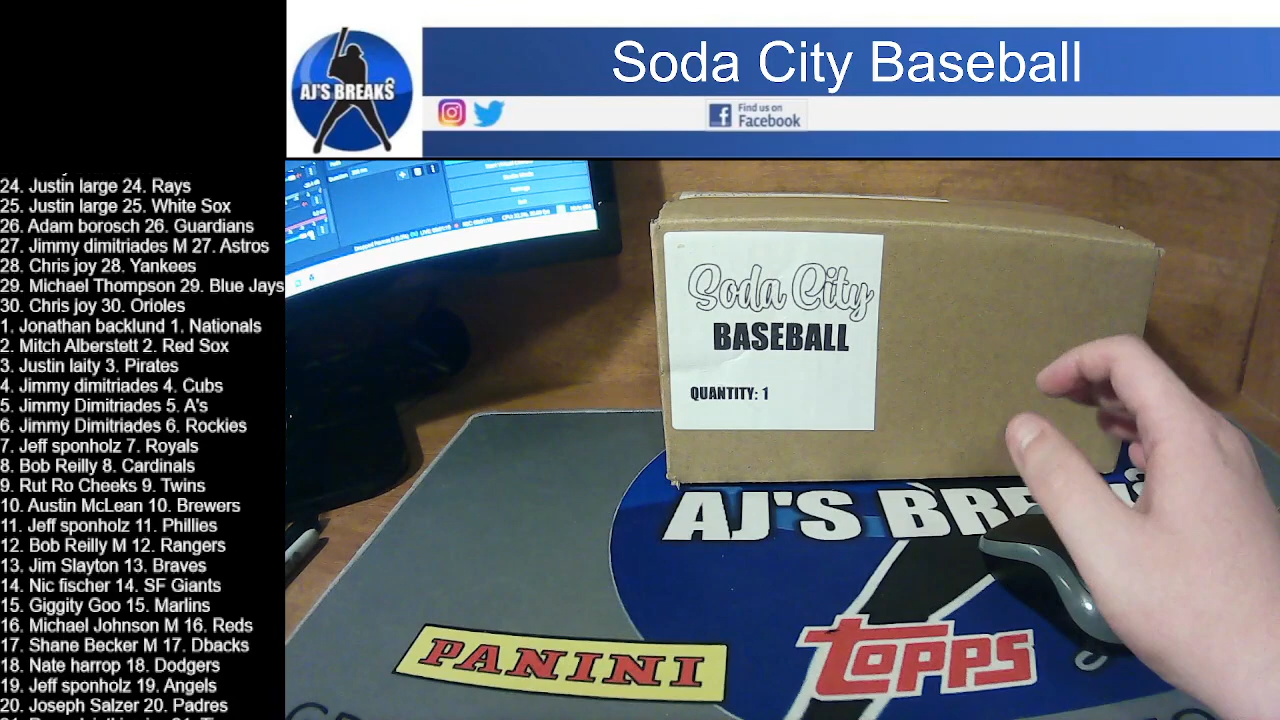 Soda City Baseball
AJ'S BREAKS
Find us on
Facebook
24. Justin large 24. Rays
25. Justin large 25. White Sox
26. Adam borosch 26. Guardians
27. Jimmy dimitriades M 27. Astros
28. Chris joy 28. Yankees
29. Michael Thompson 29. Blue Jays
30. Chris joy 30. Orioles
1. Jonathan backlund 1. Nationals
2. Mitch Alberstett 2. Red Sox
3. Justin laity 3. Pirates
4. Jimmy dimitriades 4. Cubs
5. Jimmy Dimitriades 5. A's
6. Jimmy Dimitriades 6. Rockies
7. Jeff sponholz 7. Royals
8. Bob Reilly 8. Cardinals
9. Rut Ro Cheeks 9. Twins
10. Austin McLean 10. Brewers
11. Jeff sponholz 11. Phillies
12. Bob Reilly M 12. Rangers
13. Jim Slayton 13. Braves
14. Nic fischer 14. SF Giants
15. Giggity Goo 15. Marlins
16. Michael Johnson M 16. Reds
17. Shane Becker M 17. Dbacks
18. Nate harrop 18. Dodgers
19. Jeff sponholz 19. Angels
20. Joseph Salzer 20. Padres
Soda City
BASEBALL
QUANTITY: 1
AJ'S
PANINI
TOPPS